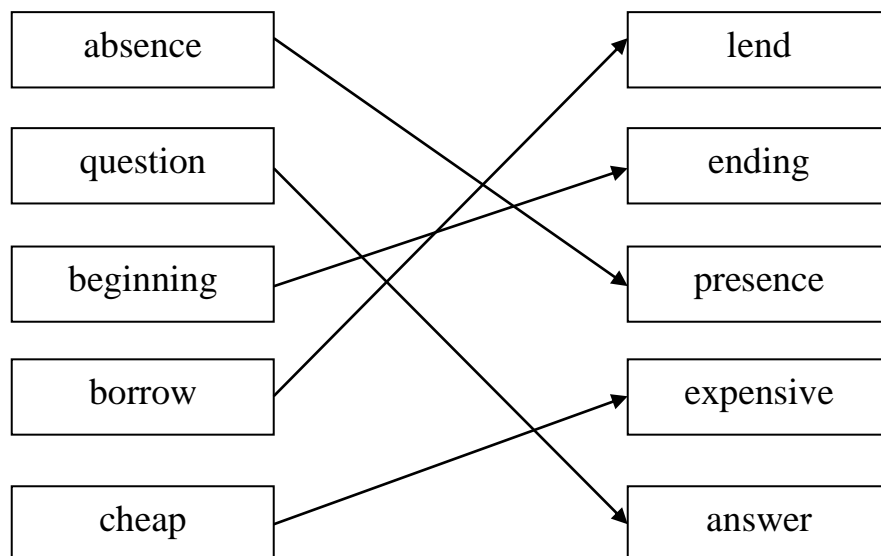 absence lend
question ending
beginning presence
borrow expensive
cheap answer